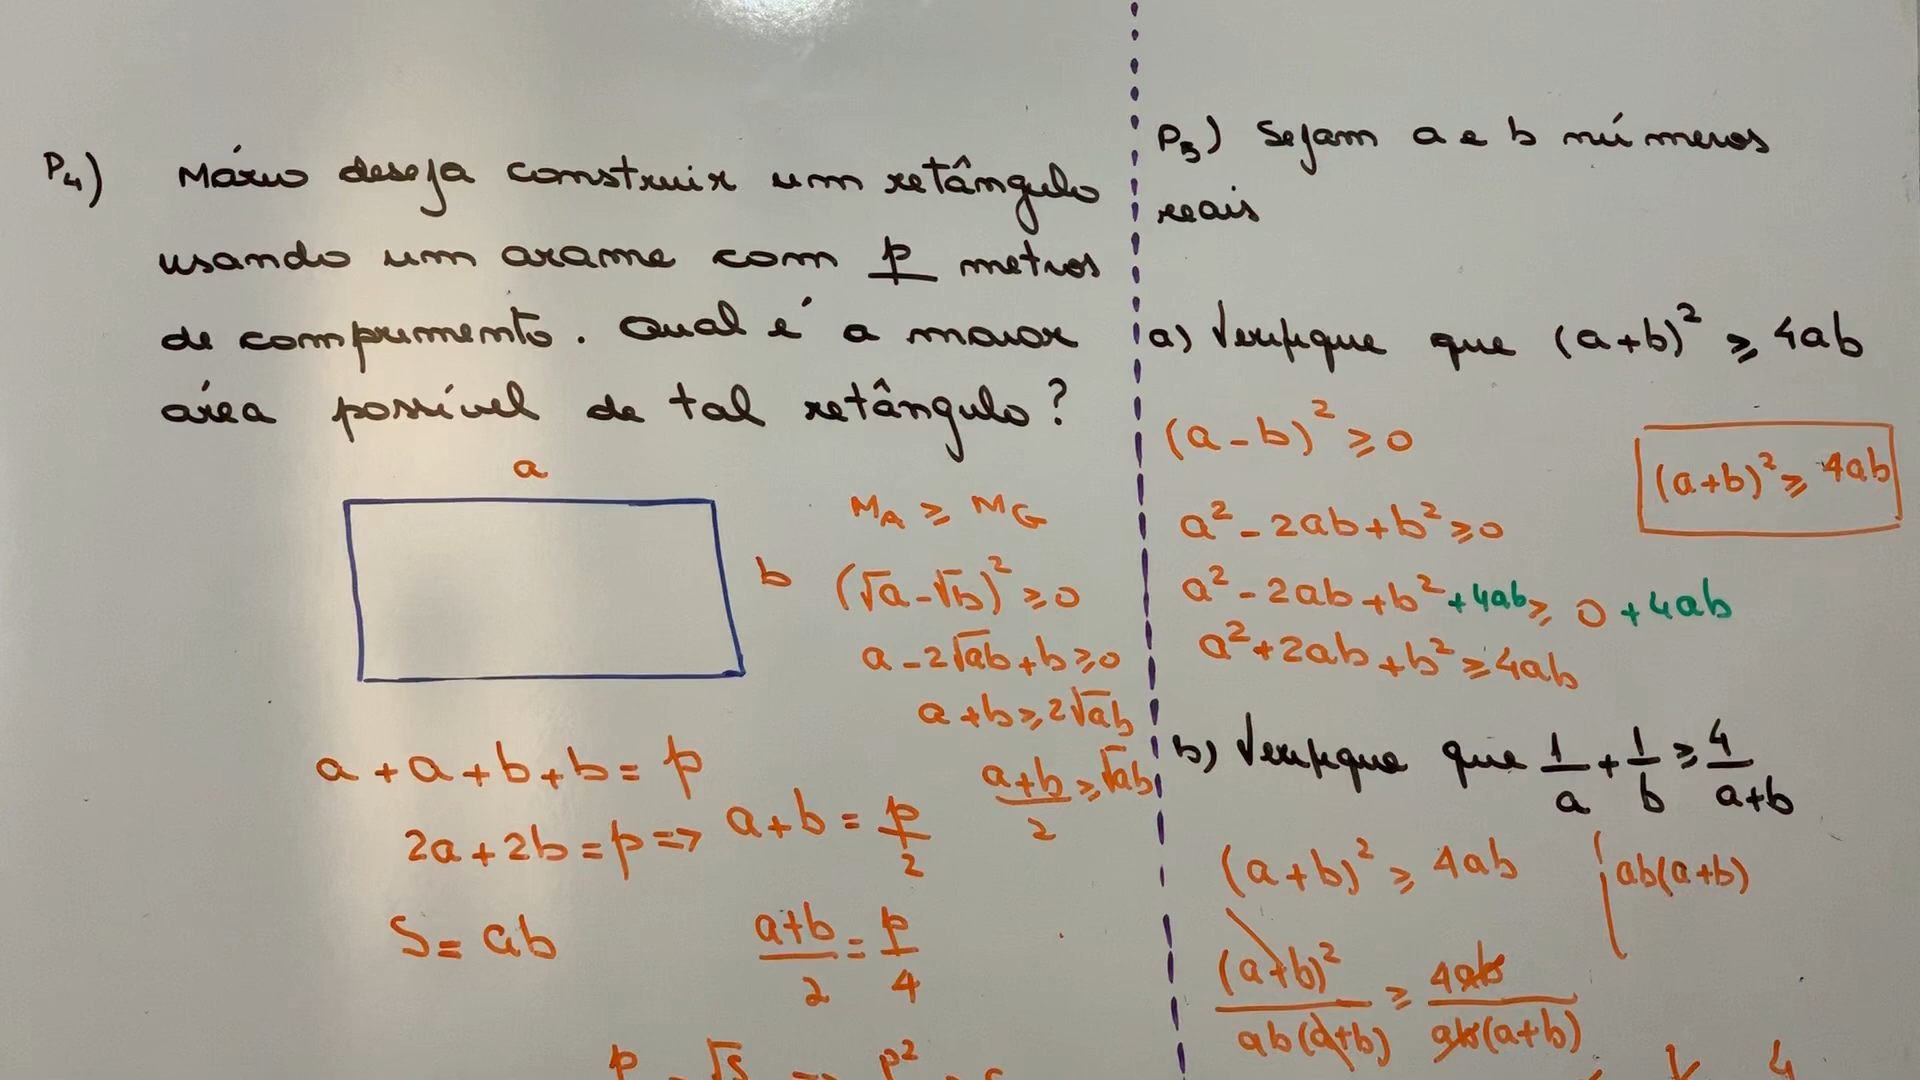 P4) Mário deseja construir um retângulo
usando um arame com p metros
de comprimento. Qual é a maior
área possível de tal retângulo?
a
b
MA ≥ MG
(√a - √b)² ≥ 0
a - 2√ab + b ≥ 0
a + b ≥ 2√ab
a+b/2 ≥ √ab
a + a + b + b = p
2a + 2b = p => a + b = p/2
S = ab
a+b/2 = p/4
P3) Sejam a e b números
reais
a) Verifique que (a+b)² ≥ 4ab
(a - b)² ≥ 0
(a+b)² ≥ 4ab
a² - 2ab + b² ≥ 0
a² - 2ab + b² + 4ab ≥ 0 + 4ab
a² + 2ab + b² ≥ 4ab
b) Verifique que 1/a + 1/b ≥ 4/a+b
(a+b)² ≥ 4ab
ab(a+b)
(a+b)²/ab(a+b) ≥ 4ab/ab(a+b)